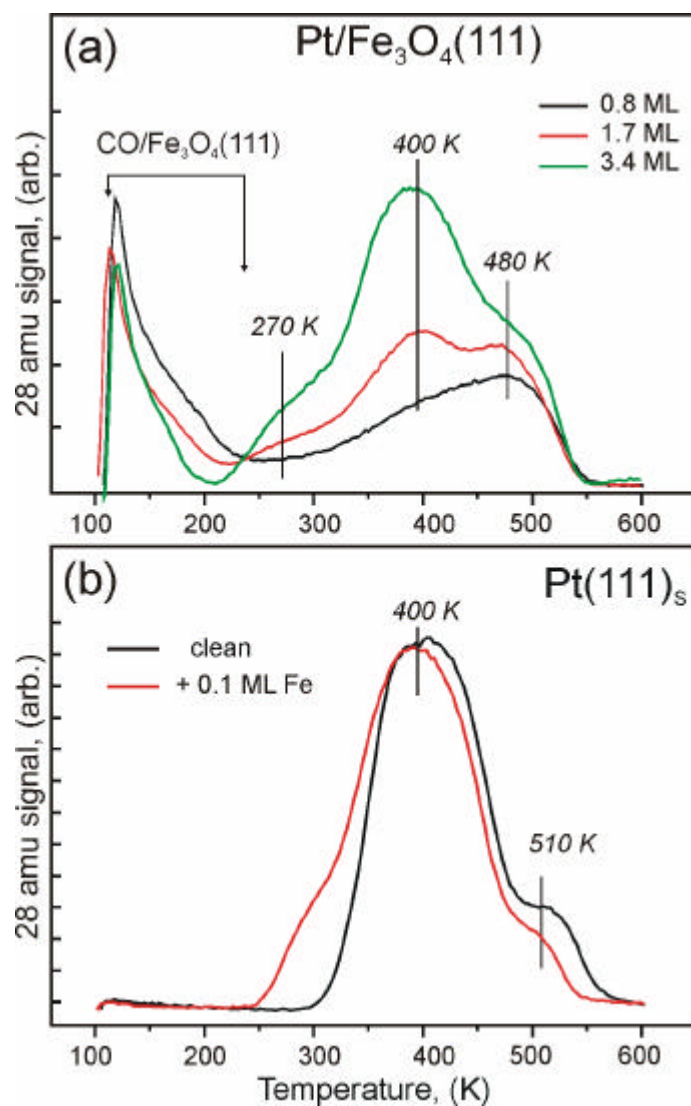 (a)
Pt/Fe₃O₄(111)
0.8 ML
1.7 ML
3.4 ML
CO/Fe₃O₄(111)
400 K
480 K
270 K
28 amu signal, (arb.)
100 200 300 400 500 600
(b)
Pt(111)ₛ
400 K
clean
+ 0.1 ML Fe
510 K
28 amu signal, (arb.)
100 200 300 400 500 600
Temperature, (K)